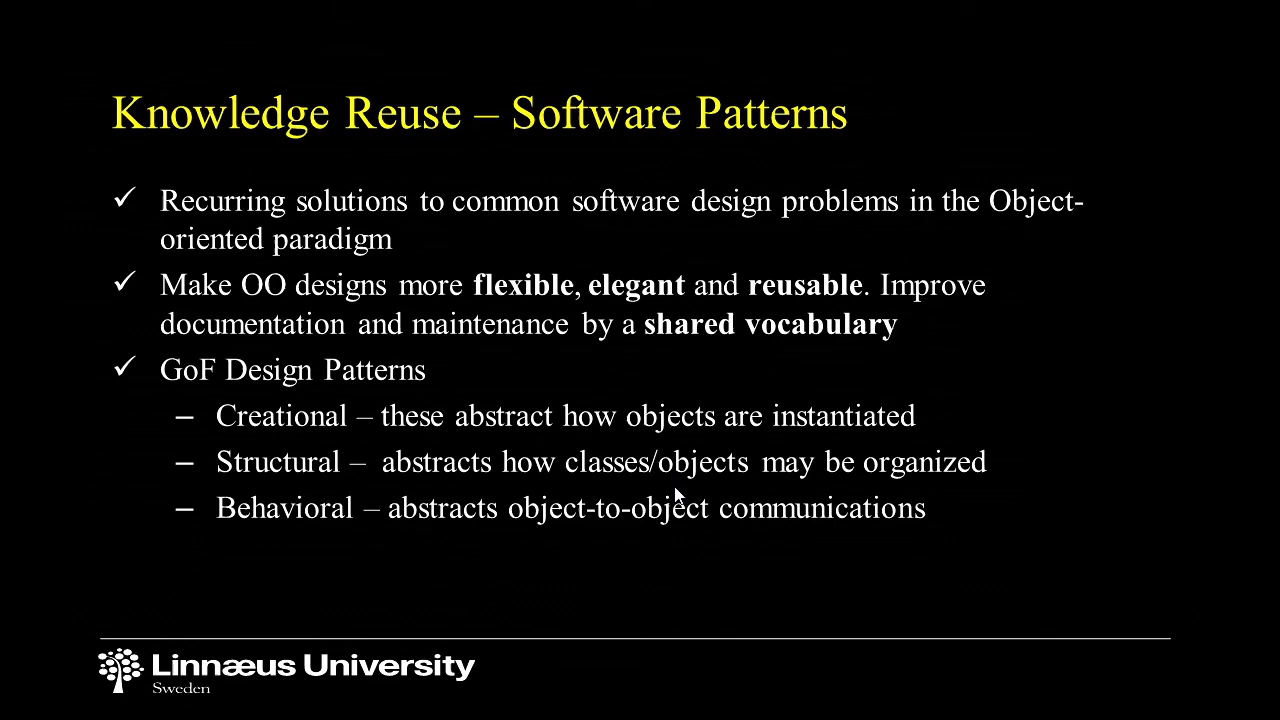 Knowledge Reuse – Software Patterns
✓ Recurring solutions to common software design problems in the Object-
oriented paradigm
✓ Make OO designs more flexible, elegant and reusable. Improve
documentation and maintenance by a shared vocabulary
✓ GoF Design Patterns
– Creational – these abstract how objects are instantiated
– Structural – abstracts how classes/objects may be organized
– Behavioral – abstracts object-to-object communications
Linnæus University
Sweden